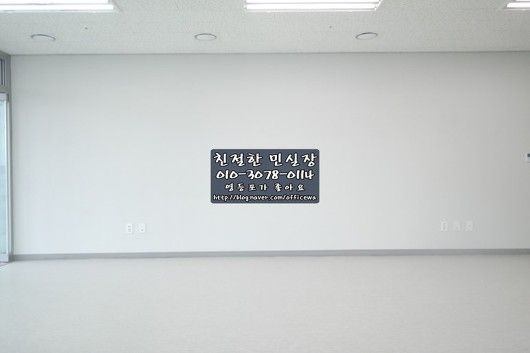 친절한 민실장
010-3078-0114
영등포가 좋아요
http://blog.naver.com/officewa